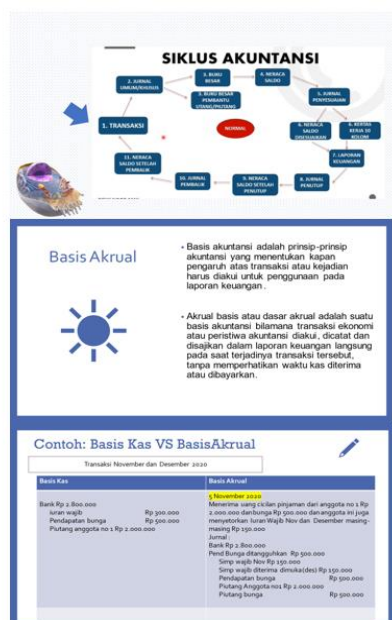 SIKLUS AKUNTANSI
1. TRANSAKSI
2. JURNAL
UMUM/KHUSUS
3. BUKU
BESAR
3. BUKU BESAR
PEMBANTU
UTANG/PIUTANG
4. NERACA
SALDO
5. JURNAL
PENYESUAIAN
6. NERACA
SALDO
DISESUAIKAN
6. KERTAS
KERJA 10
KOLOM
7. LAPORAN
KEUANGAN
8. JURNAL
PENUTUP
9. NERACA
SALDO SETELAH
PENUTUP
10. JURNAL
PEMBALIK
11. NERACA
SALDO SETELAH
PEMBALIK
NORMAL
Basis Akrual
• Basis akuntansi adalah prinsip-prinsip
akuntansi yang menentukan kapan
pengaruh atas transaksi atau kejadian
harus diakui untuk penggunaan pada
laporan keuangan.
• Akrual basis atau dasar akrual adalah suatu
basis akuntansi bilamana transaksi ekonomi
atau peristiwa akuntansi diakui, dicatat dan
disajikan dalam laporan keuangan langsung
pada saat terjadinya transaksi tersebut,
tanpa memperhatikan waktu kas diterima
atau dibayarkan.
Contoh: Basis Kas VS BasisAkrual
Transaksi November dan Desember 2020
Basis Kas
Bank Rp 2.800.000
iuran wajib Rp 300.000
Pendapatan bunga Rp 500.000
Piutang anggota no 1 Rp 2.000.000
Basis Akrual
5 November 2020
Menerima uang cicilan pinjaman dari anggota no 1 Rp
2.000.000 dan bunga Rp 500.000 dan anggota ini juga
menyetorkan Iuran Wajib Nov dan Desember masing-
masing Rp 150.000
Jurnal :
Bank Rp 2.800.000
Pend Bunga ditangguhkan Rp 500.000
Simp wajib Nov Rp 150.000
Simp wajib diterima dimuka(des) Rp 150.000
Pendapatan bunga Rp 500.000
Piutang Anggota no1 Rp 2.000.000
Piutang bunga Rp 500.000